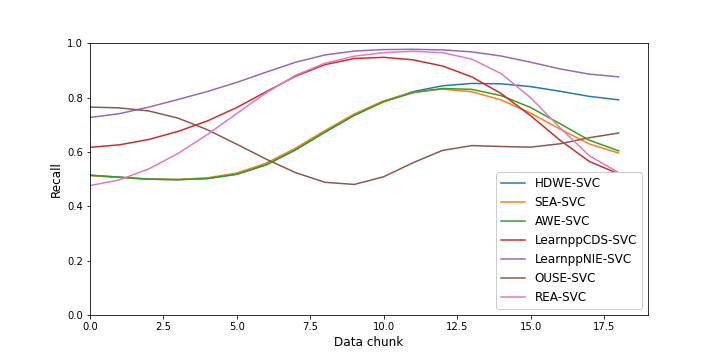 1.0
0.8
0.6
0.4
0.2
0.0
Recall
0.0 2.5 5.0 7.5 10.0 12.5 15.0 17.5
Data chunk
HDWE-SVC
SEA-SVC
AWE-SVC
LearnppCDS-SVC
LearnppNIE-SVC
OUSE-SVC
REA-SVC